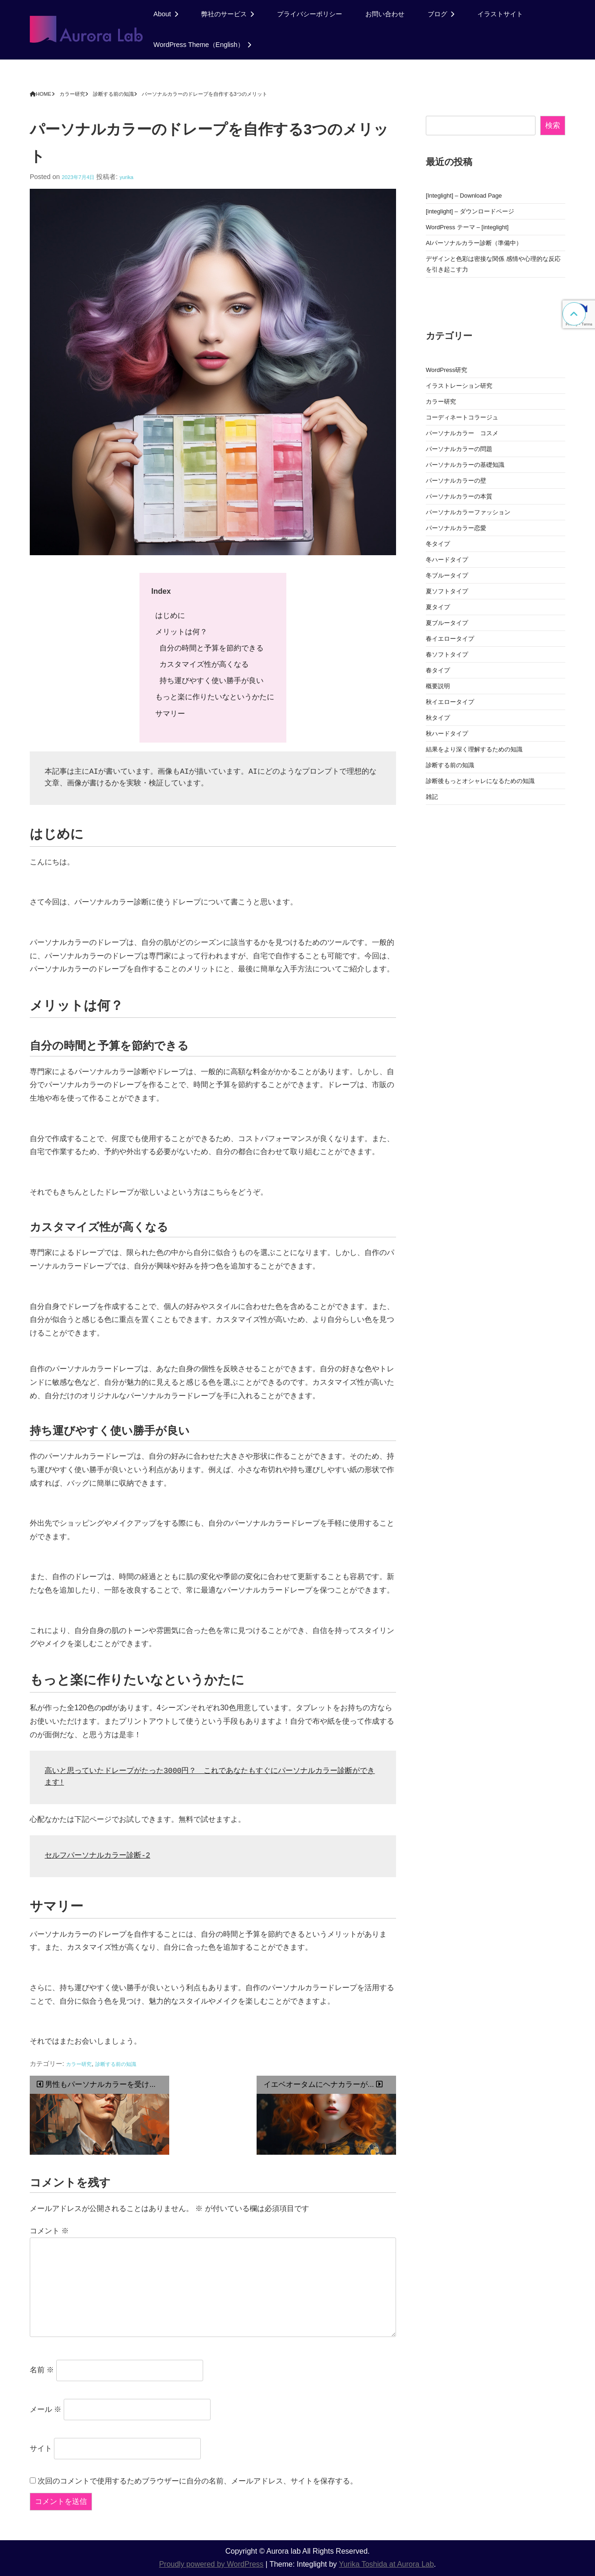 Aurora Lab
About
弊社のサービス
プライバシーポリシー
お問い合わせ
ブログ
イラストサイト
WordPress Theme（English）
HOME
カラー研究
診断する前の知識
パーソナルカラーのドレープを自作する3つのメリット
パーソナルカラーのドレープを自作する3つのメリッ
ト
Posted on 2023年7月4日 投稿者: yurika
Index
はじめに
メリットは何？
自分の時間と予算を節約できる
カスタマイズ性が高くなる
持ち運びやすく使い勝手が良い
もっと楽に作りたいなというかたに
サマリー
本記事は主にAIが書いています。画像もAIが描いています。AIにどのようなプロンプトで理想的な
文章、画像が書けるかを実験・検証しています。
はじめに
こんにちは。
さて今回は、パーソナルカラー診断に使うドレープについて書こうと思います。
パーソナルカラーのドレープは、自分の肌がどのシーズンに該当するかを見つけるためのツールです。一般的
に、パーソナルカラーのドレープは専門家によって行われますが、自宅で自作することも可能です。今回は、
パーソナルカラーのドレープを自作することのメリットにと、最後に簡単な入手方法についてご紹介します。
メリットは何？
自分の時間と予算を節約できる
専門家によるパーソナルカラー診断やドレープは、一般的に高額な料金がかかることがあります。しかし、自
分でパーソナルカラーのドレープを作ることで、時間と予算を節約することができます。ドレープは、市販の
生地や布を使って作ることができます。
自分で作成することで、何度でも使用することができるため、コストパフォーマンスが良くなります。また、
自宅で作業するため、予約や外出する必要がないため、自分の都合に合わせて取り組むことができます。
それでもきちんとしたドレープが欲しいよという方はこちらをどうぞ。
カスタマイズ性が高くなる
専門家によるドレープでは、限られた色の中から自分に似合うものを選ぶことになります。しかし、自作のパ
ーソナルカラードレープでは、自分が興味や好みを持つ色を追加することができます。
自分自身でドレープを作成することで、個人の好みやスタイルに合わせた色を含めることができます。また、
自分が似合うと感じる色に重点を置くこともできます。カスタマイズ性が高いため、より自分らしい色を見つ
けることができます。
自作のパーソナルカラードレープは、あなた自身の個性を反映させることができます。自分の好きな色やトレ
ンドに敏感な色など、自分が魅力的に見えると感じる色を選ぶことができるのです。カスタマイズ性が高いた
め、自分だけのオリジナルなパーソナルカラードレープを手に入れることができます。
持ち運びやすく使い勝手が良い
作のパーソナルカラードレープは、自分の好みに合わせた大きさや形状に作ることができます。そのため、持
ち運びやすく使い勝手が良いという利点があります。例えば、小さな布切れや持ち運びしやすい紙の形状で作
成すれば、バッグに簡単に収納できます。
外出先でショッピングやメイクアップをする際にも、自分のパーソナルカラードレープを手軽に使用すること
ができます。
また、自作のドレープは、時間の経過とともに肌の変化や季節の変化に合わせて更新することも容易です。新
たな色を追加したり、一部を改良することで、常に最適なパーソナルカラードレープを保つことができます。
これにより、自分自身の肌のトーンや雰囲気に合った色を常に見つけることができ、自信を持ってスタイリン
グやメイクを楽しむことができます。
もっと楽に作りたいなというかたに
私が作った全120色のpdfがあります。4シーズンそれぞれ30色用意しています。タブレットをお持ちの方なら
お使いいただけます。またプリントアウトして使うという手段もありますよ！自分で布や紙を使って作成する
のが面倒だな、と思う方は是非！
高いと思っていたドレープがたった3000円？　これであなたもすぐにパーソナルカラー診断ができ
ます！
心配なかたは下記ページでお試しできます。無料で試せますよ。
セルフパーソナルカラー診断-2
サマリー
パーソナルカラーのドレープを自作することには、自分の時間と予算を節約できるというメリットがありま
す。また、カスタマイズ性が高くなり、自分に合った色を追加することができます。
さらに、持ち運びやすく使い勝手が良いという利点もあります。自作のパーソナルカラードレープを活用する
ことで、自分に似合う色を見つけ、魅力的なスタイルやメイクを楽しむことができますよ。
それではまたお会いしましょう。
カテゴリー: カラー研究, 診断する前の知識
男性もパーソナルカラーを受け...
イエベオータムにヘナカラーが...
コメントを残す
メールアドレスが公開されることはありません。 ※ が付いている欄は必須項目です
コメント ※
名前 ※
メール ※
サイト
次回のコメントで使用するためブラウザーに自分の名前、メールアドレス、サイトを保存する。
コメントを送信
検索
最近の投稿
[Integlight] – Download Page
[integlight] – ダウンロードページ
WordPress テーマ – [integlight]
AIパーソナルカラー診断（準備中）
デザインと色彩は密接な関係 感情や心理的な反応
を引き起こす力
カテゴリー
WordPress研究
イラストレーション研究
カラー研究
コーディネートコラージュ
パーソナルカラー　コスメ
パーソナルカラーの問題
パーソナルカラーの基礎知識
パーソナルカラーの壁
パーソナルカラーの本質
パーソナルカラーファッション
パーソナルカラー恋愛
冬タイプ
冬ハードタイプ
冬ブルータイプ
夏ソフトタイプ
夏タイプ
夏ブルータイプ
春イエロータイプ
春ソフトタイプ
春タイプ
概要説明
秋イエロータイプ
秋タイプ
秋ハードタイプ
結果をより深く理解するための知識
診断する前の知識
診断後もっとオシャレになるための知識
雑記
Copyright © Aurora lab All Rights Reserved.
Proudly powered by WordPress | Theme: Integlight by Yurika Toshida at Aurora Lab.